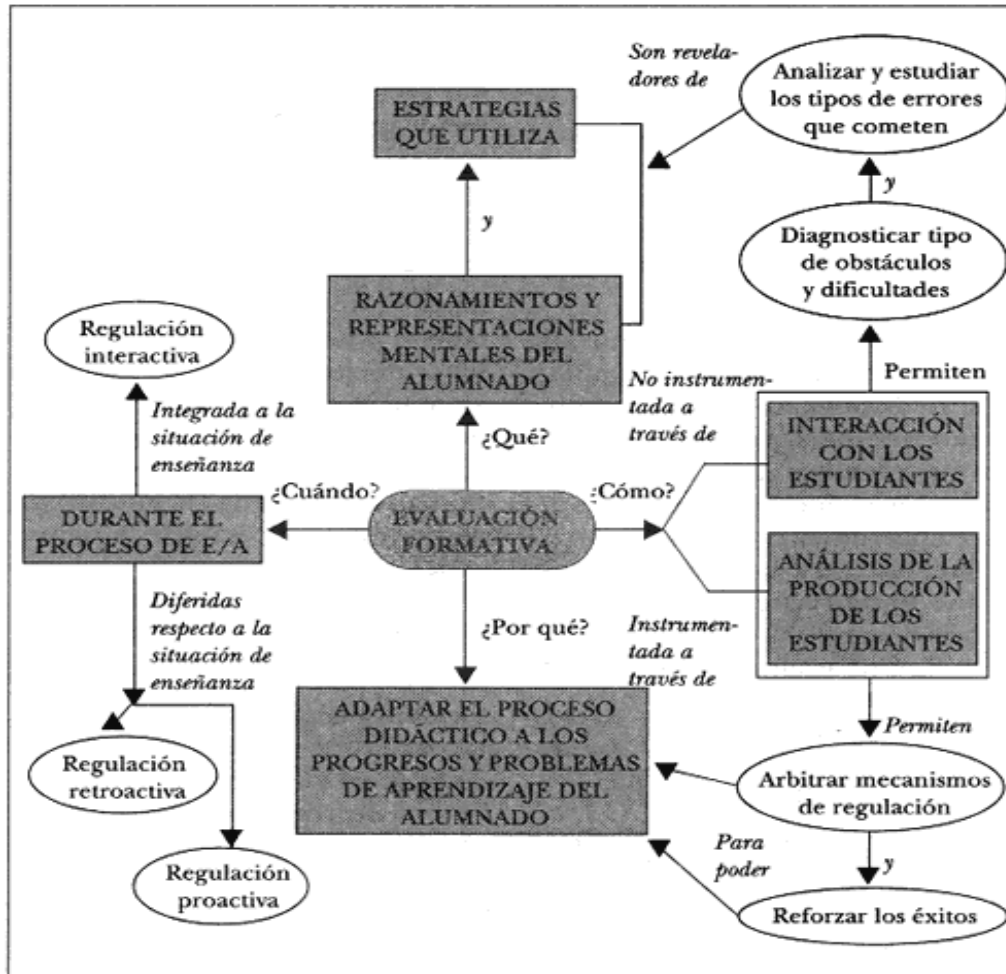 Son revela-
dores de
Analizar y estudiar
los tipos de errores
que cometen
ESTRATEGIAS
QUE UTILIZA
y
y
Diagnosticar tipo
de obstáculos
y dificultades
RAZONAMIENTOS Y
REPRESENTACIONES
MENTALES DEL
ALUMNADO
Regulación
interactiva
Permiten
No instrumen-
tada a
través de
Integrada a la
situación de
enseñanza
¿Qué?
INTERACCIÓN
CON LOS
ESTUDIANTES
¿Cuándo?
¿Cómo?
DURANTE EL
PROCESO DE E/A
EVALUACIÓN
FORMATIVA
ANÁLISIS DE LA
PRODUCCIÓN
DE LOS
ESTUDIANTES
Diferidas
respecto a la
situación de
enseñanza
¿Por qué?
Instrumen-
tada a
través de
ADAPTAR EL PROCESO
DIDÁCTICO A LOS
PROGRESOS Y PROBLEMAS
DE APRENDIZAJE DEL
ALUMNADO
Permiten
Regulación
retroactiva
Arbitrar mecanismos
de regulación
Para
poder
y
Regulación
proactiva
Reforzar los éxitos